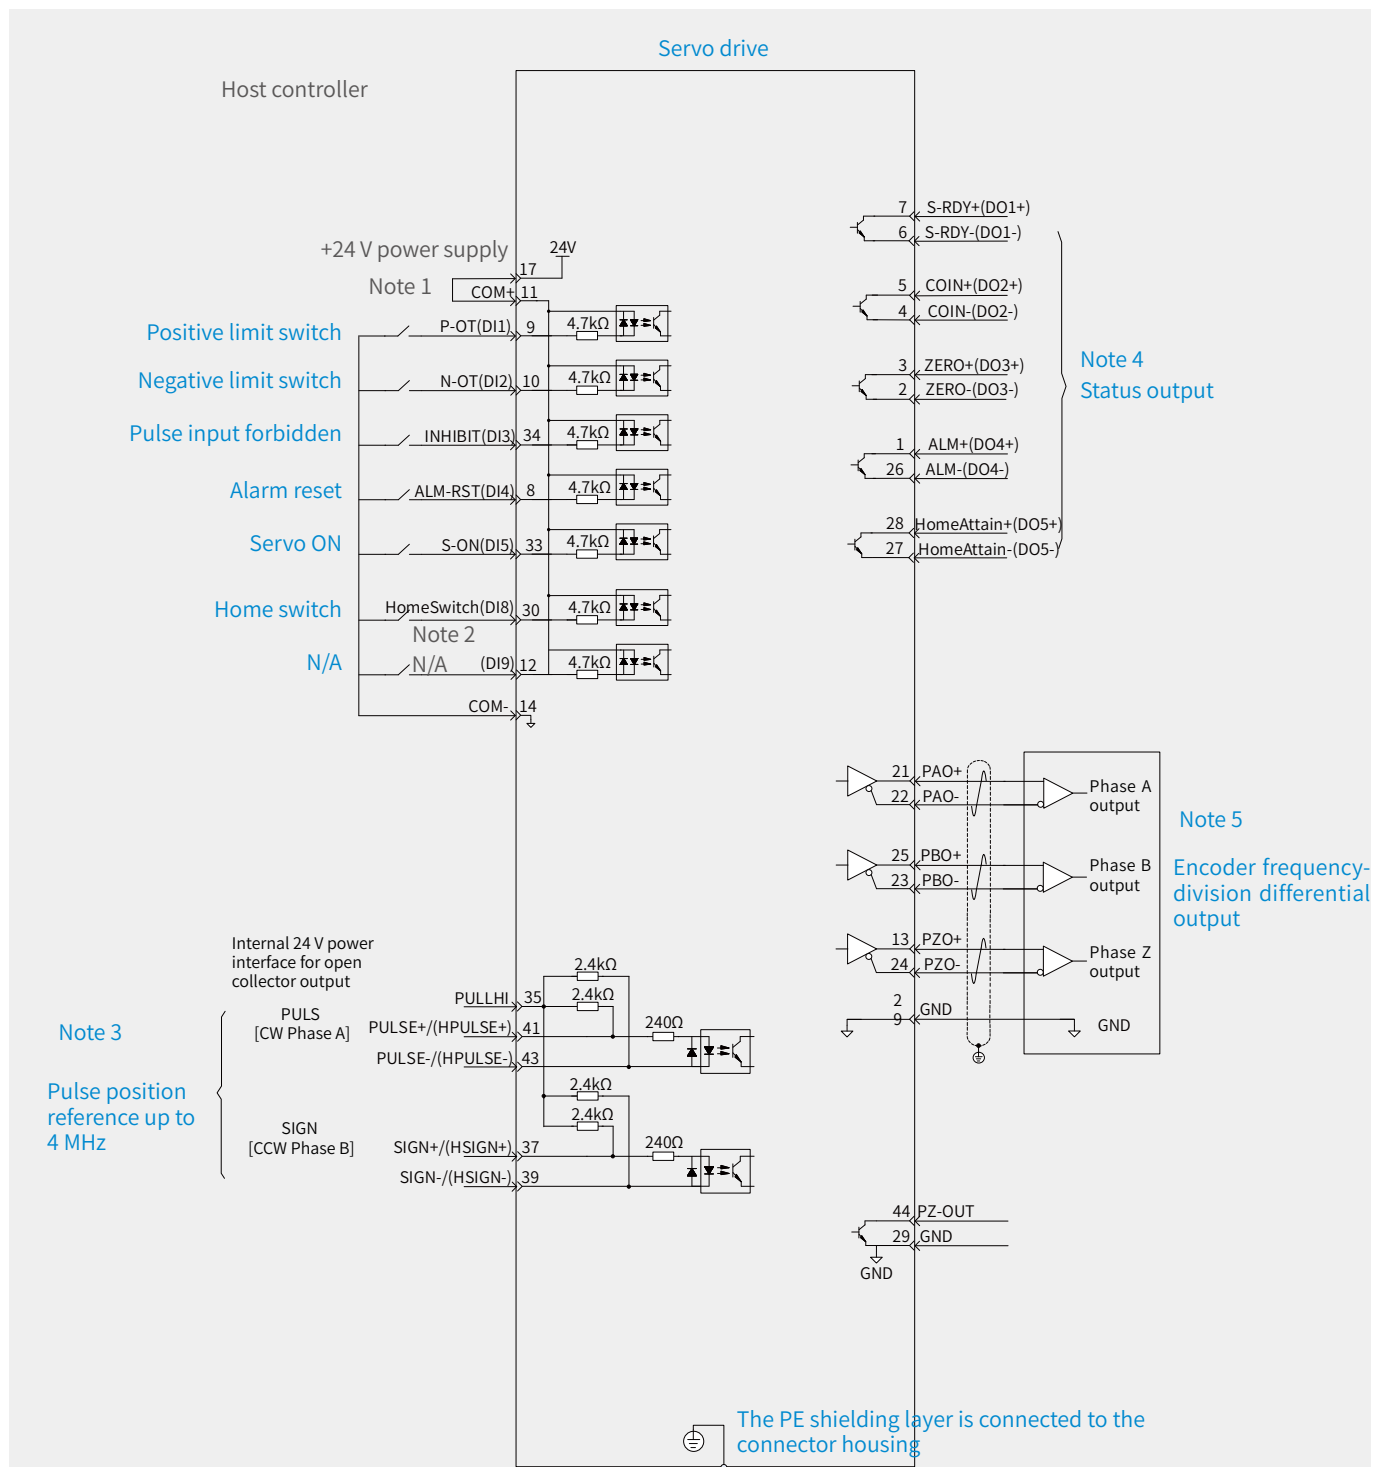 Servo drive
Host controller
+24 V power supply
24V
17
Note 1
COM+
11
Positive limit switch
P-OT(DI1)
9
4.7kΩ
Negative limit switch
N-OT(DI2)
10
4.7kΩ
Pulse input forbidden
INHIBIT(DI3)
34
4.7kΩ
Alarm reset
ALM-RST(DI4)
8
4.7kΩ
Servo ON
S-ON(DI5)
33
4.7kΩ
Home switch
HomeSwitch(DI8)
30
4.7kΩ
Note 2
N/A
N/A
(DI9)
12
4.7kΩ
COM-
14
7
S-RDY+(DO1+)
6
S-RDY-(DO1-)
5
COIN+(DO2+)
4
COIN-(DO2-)
3
ZERO+(DO3+)
2
ZERO-(DO3-)
1
ALM+(DO4+)
26
ALM-(DO4-)
28
HomeAttain+(DO5+)
27
HomeAttain-(DO5-)
Note 4
Status output
21
PAO+
22
PAO-
Phase A
output
25
PBO+
23
PBO-
Phase B
output
13
PZO+
24
PZO-
Phase Z
output
2
9
GND
GND
Note 5
Encoder frequency-
division differential
output
Internal 24 V power
interface for open
collector output
2.4kΩ
PULLHI
35
2.4kΩ
Note 3
PULS
[CW Phase A]
PULSE+/(HPULSE+)
41
240Ω
PULSE-/(HPULSE-)
43
Pulse position
reference up to
4 MHz
2.4kΩ
2.4kΩ
SIGN
[CCW Phase B]
SIGN+/(HSIGN+)
37
240Ω
SIGN-/(HSIGN-)
39
44
PZ-OUT
29
GND
GND
The PE shielding layer is connected to the
connector housing